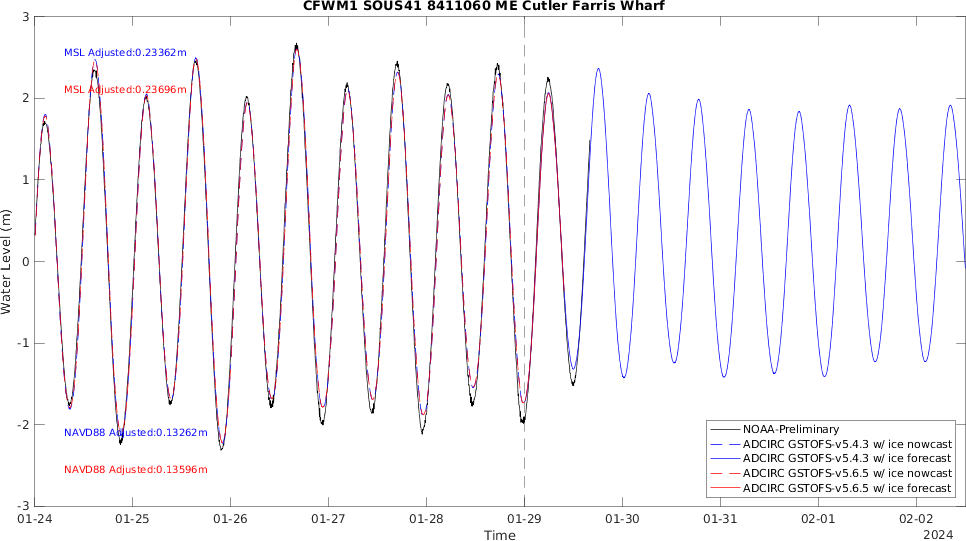 CFWM1 SOUS41 8411060 ME Cutler Farris Wharf
3
2
1
0
-1
-2
-3
Water Level (m)
MSL Adjusted:0.23362m
MSL Adjusted:0.23696m
NAVD88 Adjusted:0.13262m
NAVD88 Adjusted:0.13596m
NOAA-Preliminary
ADCIRC GSTOFS-v5.4.3 w/ ice nowcast
ADCIRC GSTOFS-v5.4.3 w/ ice forecast
ADCIRC GSTOFS-v5.6.5 w/ ice nowcast
ADCIRC GSTOFS-v5.6.5 w/ ice forecast
01-24 01-25 01-26 01-27 01-28 01-29 01-30 01-31 02-01 02-02
Time
2024